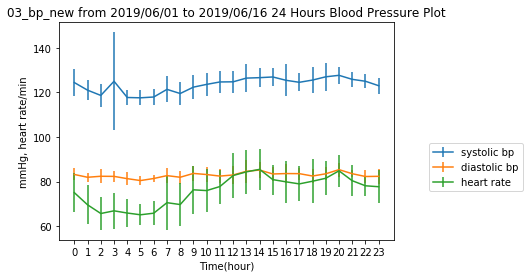 03_bp_new from 2019/06/01 to 2019/06/16 24 Hours Blood Pressure Plot
mmHg, heart rate/min
140
120
100
80
60
systolic bp
diastolic bp
heart rate
0 1 2 3 4 5 6 7 8 9 10 11 12 13 14 15 16 17 18 19 20 21 22 23
Time(hour)